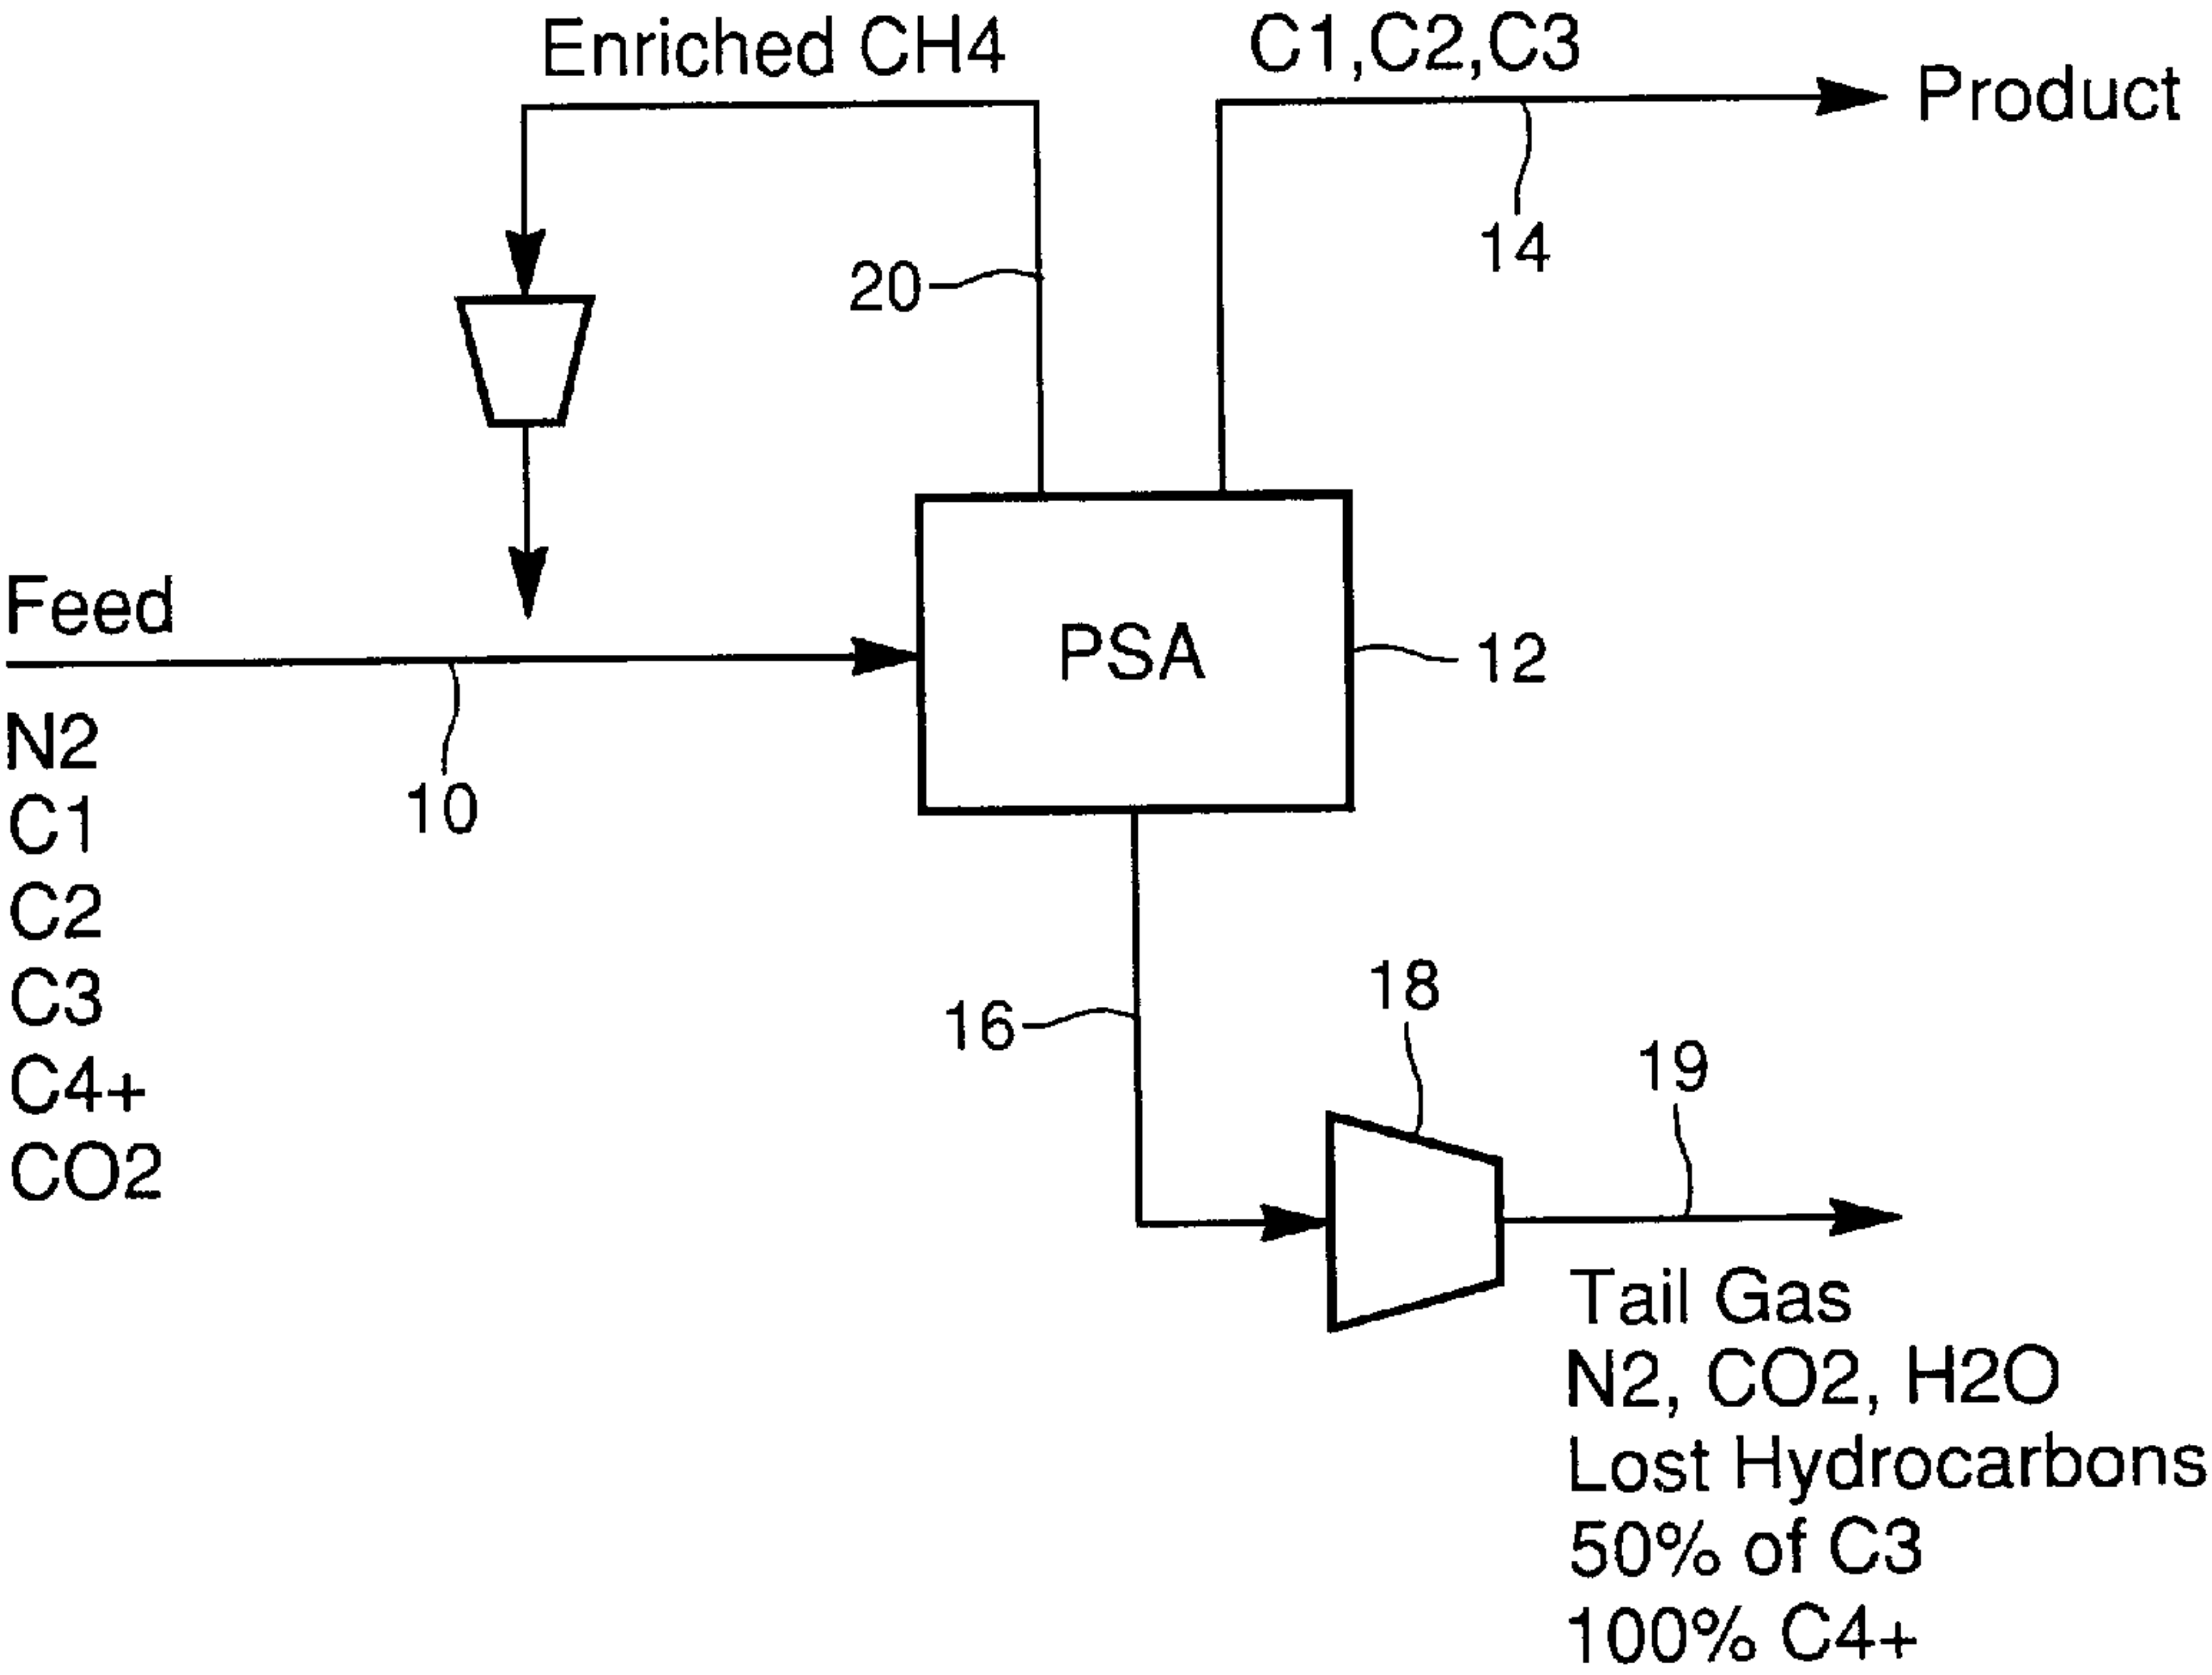 Enriched CH4
C1,C2,C3
Product
14
20
Feed
PSA
12
10
N2
C1
C2
C3
C4+
CO2
16
18
19
Tail Gas
N2, CO2, H2O
Lost Hydrocarbons
50% of C3
100% C4+